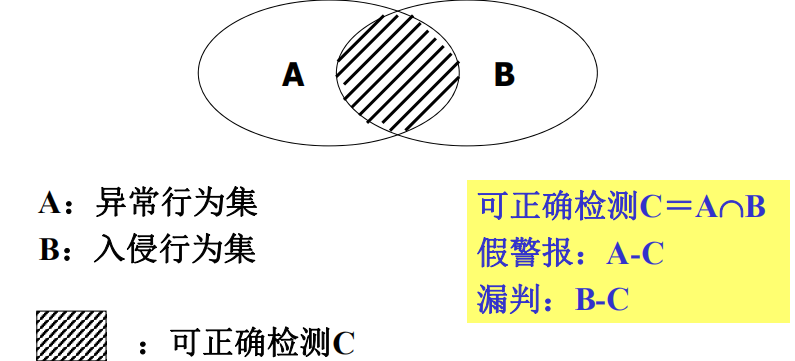 A
B
A：异常行为集
B：入侵行为集
：可正确检测C
可正确检测C＝A∩B
假警报：A-C
漏判：B-C